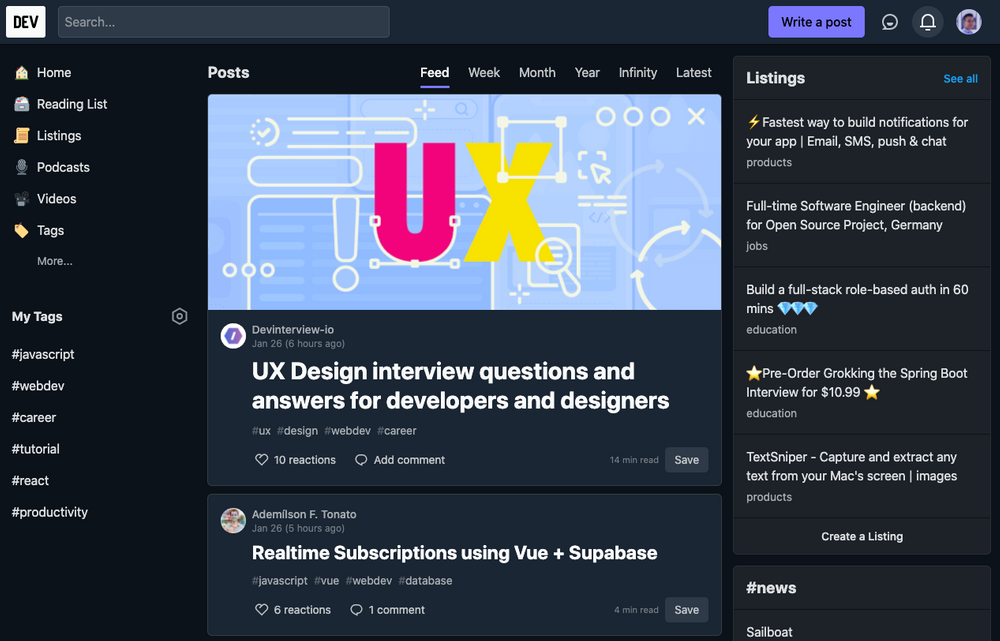 DEV
Search...
Write a post
Home
Reading List
Listings
Podcasts
Videos
Tags
More...
My Tags
#javascript
#webdev
#career
#tutorial
#react
#productivity
Posts
Feed
Week
Month
Year
Infinity
Latest
UX
</>
Devinterview-io
Jan 26 (6 hours ago)
UX Design interview questions and
answers for developers and designers
#ux #design #webdev #career
10 reactions
Add comment
14 min read
Save
Ademílson F. Tonato
Jan 26 (5 hours ago)
Realtime Subscriptions using Vue + Supabase
#javascript #vue #webdev #database
6 reactions
1 comment
4 min read
Save
Listings
See all
⚡Fastest way to build notifications for
your app | Email, SMS, push & chat
products
Full-time Software Engineer (backend)
for Open Source Project, Germany
jobs
Build a full-stack role-based auth in 60
mins 💎💎💎
education
⭐Pre-Order Grokking the Spring Boot
Interview for $10.99 ⭐
education
TextSniper - Capture and extract any
text from your Mac's screen | images
products
Create a Listing
#news
Sailboat